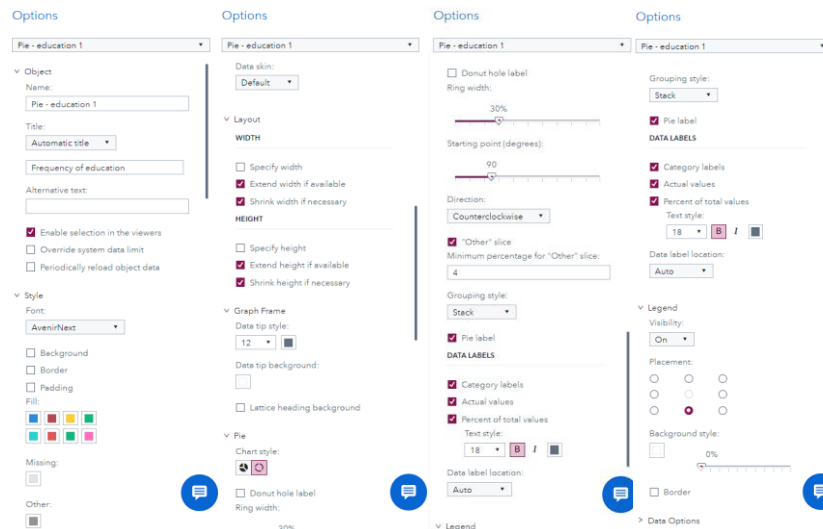 Options
Pie - education 1
Object
Name:
Pie - education 1
Title:
Automatic title
Frequency of education
Alternative text:
Enable selection in the viewers
Override system data limit
Periodically reload object data
Style
Font:
AvenirNext
Background
Border
Padding
Fill:
Missing:
Other:
Options
Pie - education 1
Data skin:
Default
Layout
WIDTH
Specify width
Extend width if available
Shrink width if necessary
HEIGHT
Specify height
Extend height if available
Shrink height if necessary
Graph Frame
Data tip style:
12
Data tip background:
Lattice heading background
Pie
Chart style:
Donut hole label
Ring width:
30%
Options
Pie - education 1
Donut hole label
Ring width:
30%
Starting point (degrees):
90
Direction:
Counterclockwise
"Other" slice
Minimum percentage for "Other" slice:
4
Grouping style:
Stack
Pie label
DATA LABELS
Category labels
Actual values
Percent of total values
Text style:
18 B I
Data label location:
Auto
Legend
Options
Pie - education 1
Grouping style:
Stack
Pie label
DATA LABELS
Category labels
Actual values
Percent of total values
Text style:
18 B I
Data label location:
Auto
Legend
Visibility:
On
Placement:
Background style:
0%
Border
Data Options